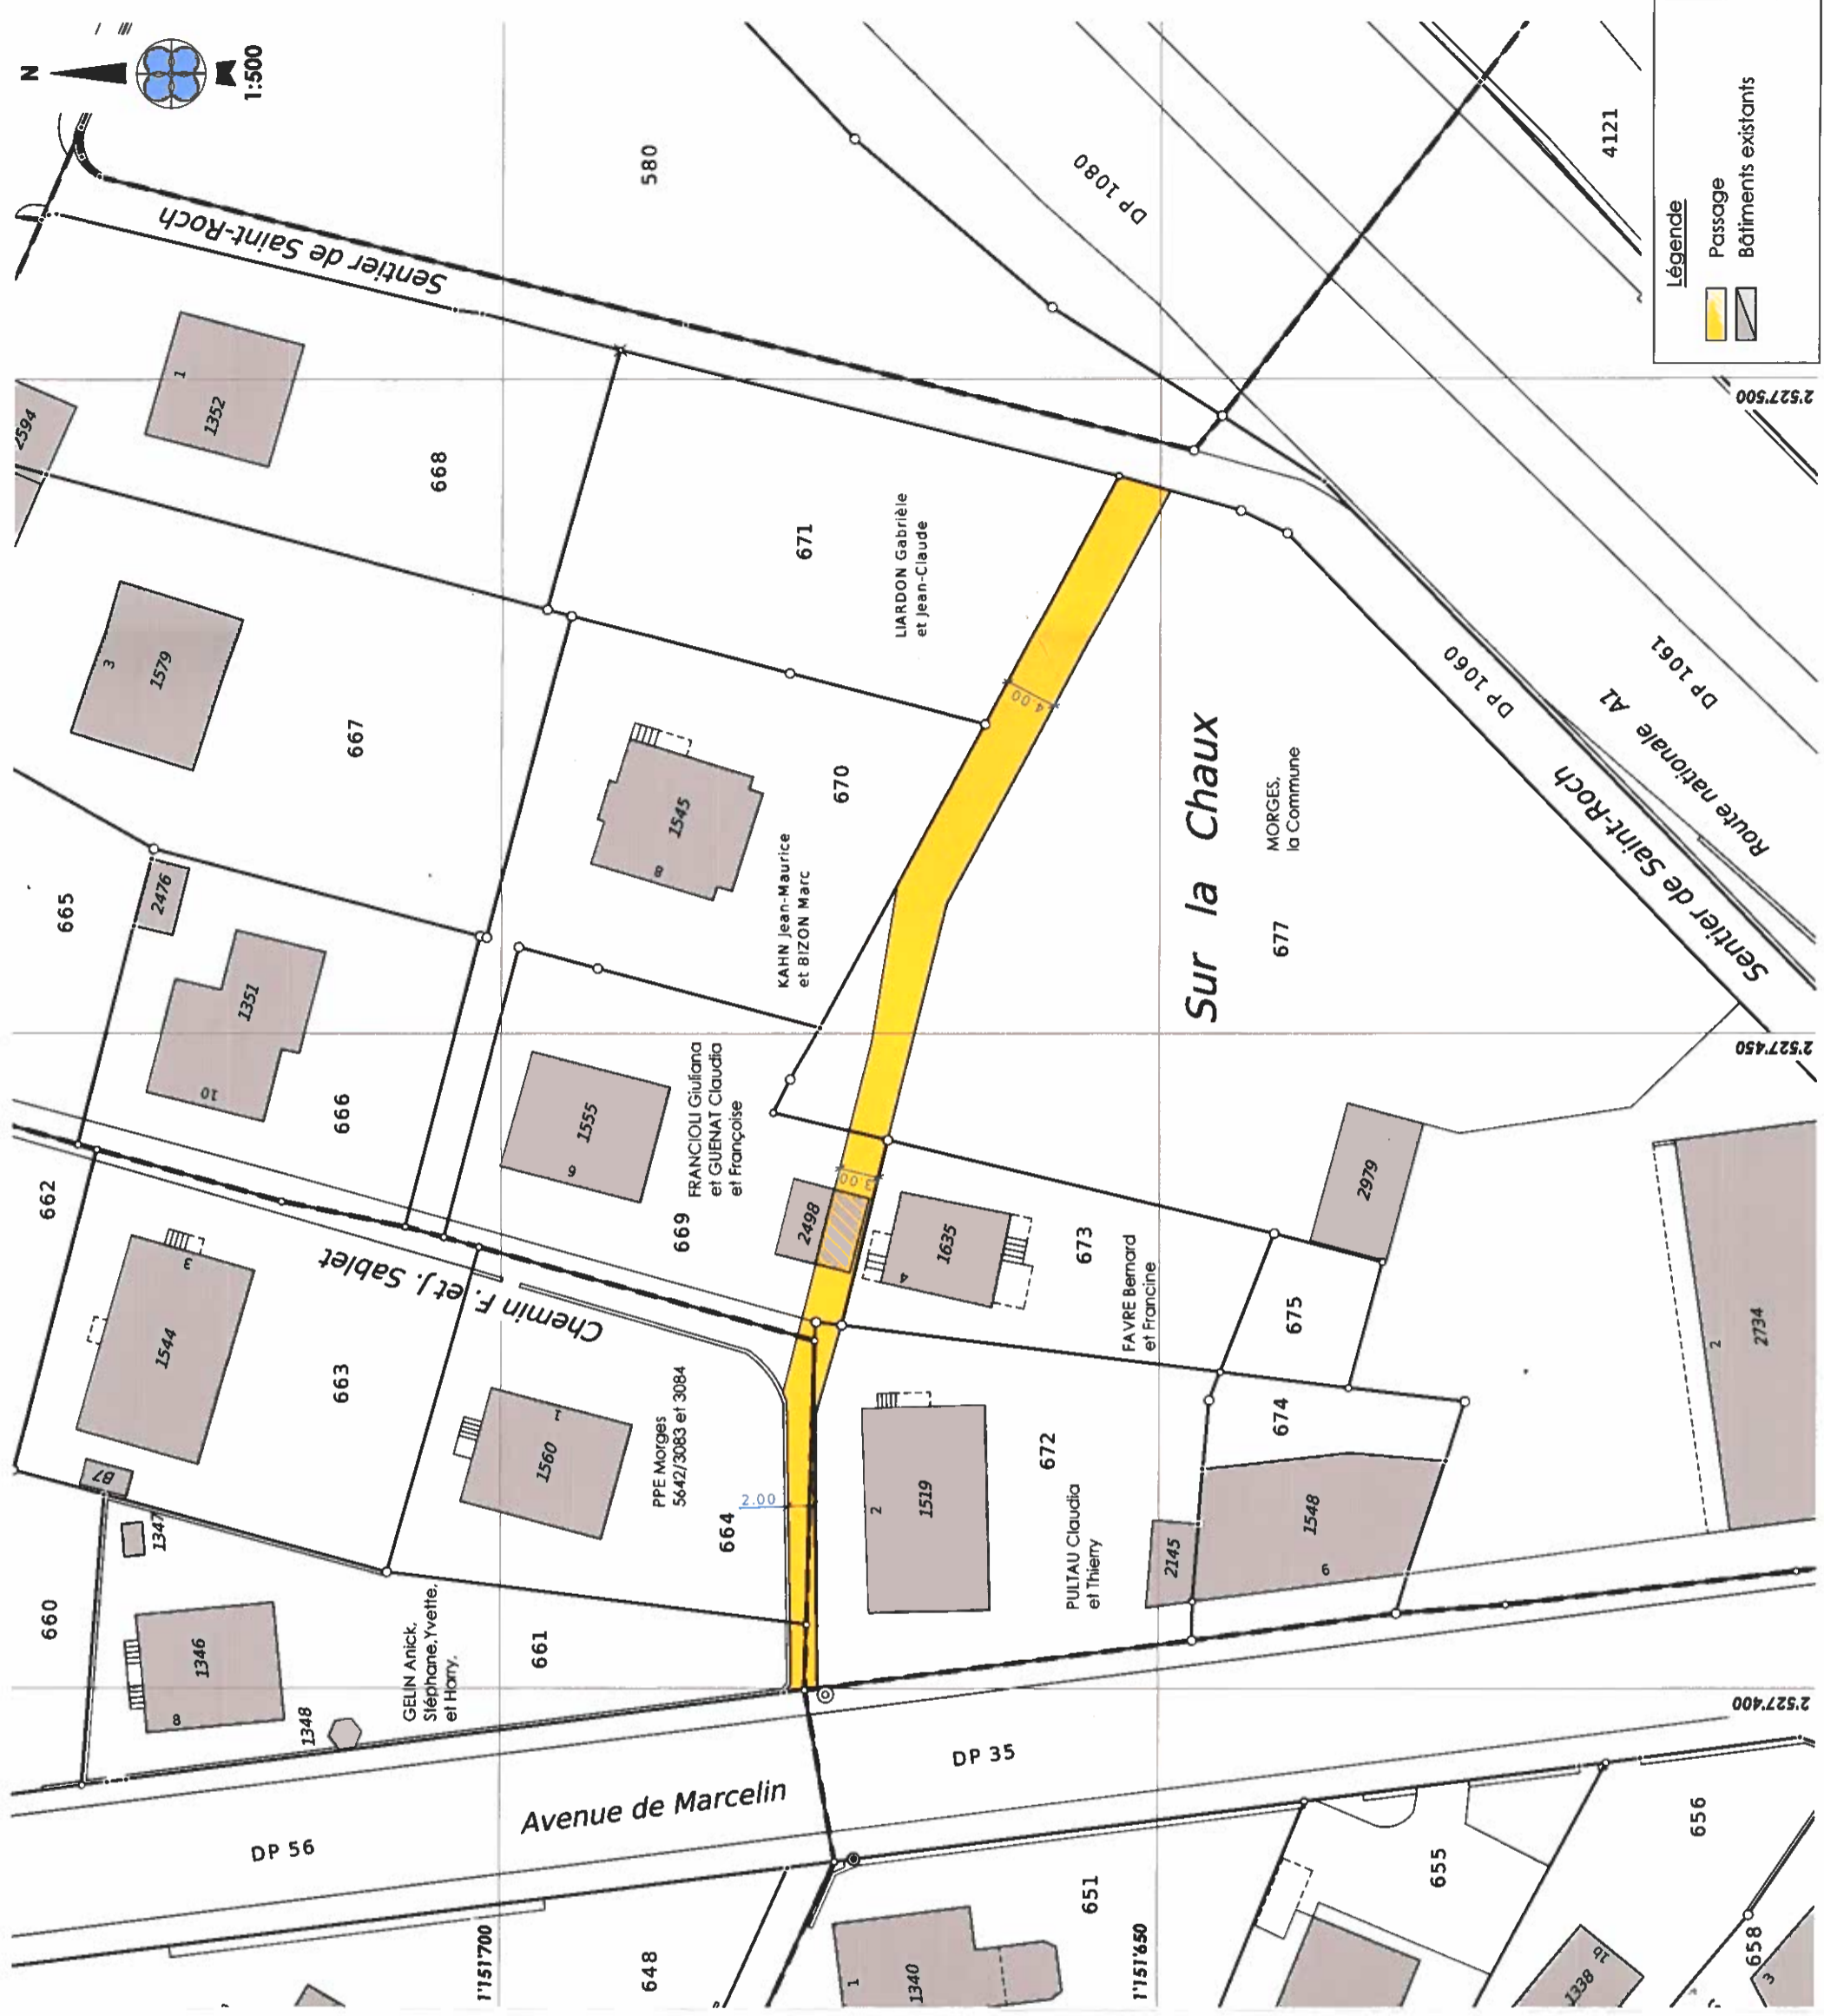 N
1:500
Sentier de Saint-Roch
580
DP 1080
4121
Légende
Passage
Bâtiments existants
2594
1
1352
668
3
1579
667
671
LIARDON Gabrièle
et Jean-Claude
4.00
2'527'500
665
2476
1351
10
666
8
1545
670
KAHN Jean-Maurice
et BIZON Marc
Sur la Chaux
677
MORGES,
la Commune
DP 1060
DP 1061
Route nationale A1
Sentier de Saint-Roch
2'527'450
662
1555
6
669
FRANCIOLI Giuliana
et GUENAT Claudia
et Françoise
2498
3.00
1635
4
673
FAVRE Bernard
et Francine
675
2979
2
2734
3
1544
663
Chemin F. et J. Sablet
1
1560
PPE Morges
5642/3083 et 3084
664
2.00
2
1519
672
PULTAU Claudia
et Thierry
674
1548
6
2145
B7
1347
660
1346
8
1348
GELIN Anick,
Stéphane,Yvette,
et Harry.
661
2'527'400
DP 56
Avenue de Marcelin
DP 35
1'151'700
648
1
1340
651
1'151'650
655
656
1b
1338
658
3